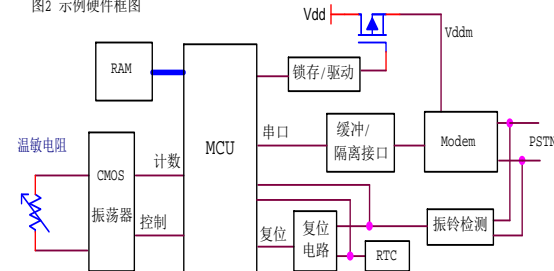 图2 示例硬件框图
Vdd
Vddm
RAM
锁存/驱动
MCU
串口
缓冲/
隔离接口
Modem
PSTN
温敏电阻
CMOS
振荡器
计数
控制
复位
复位
电路
振铃检测
RTC